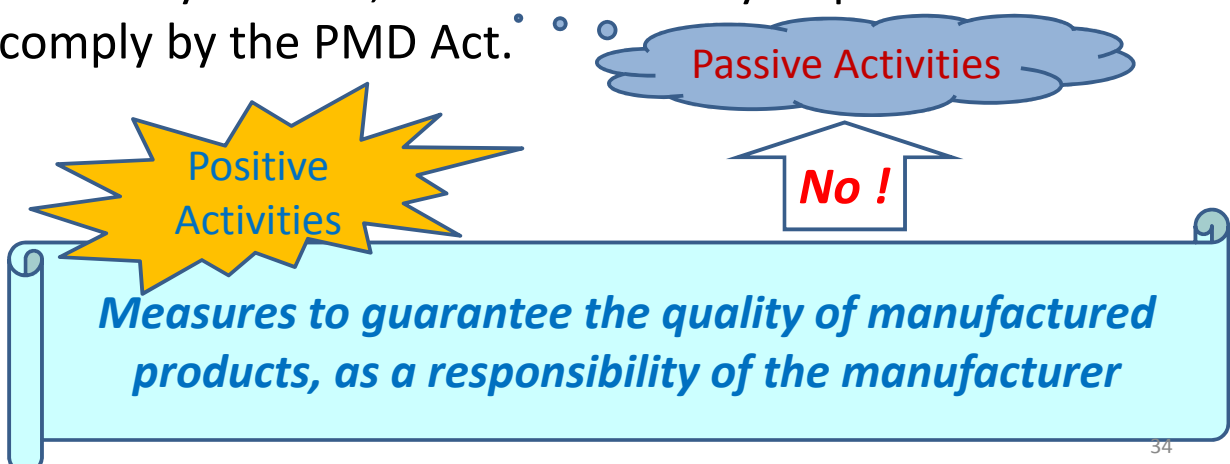 comply by the PMD Act.
Passive Activities
Positive
Activities
No !
Measures to guarantee the quality of manufactured
products, as a responsibility of the manufacturer
34